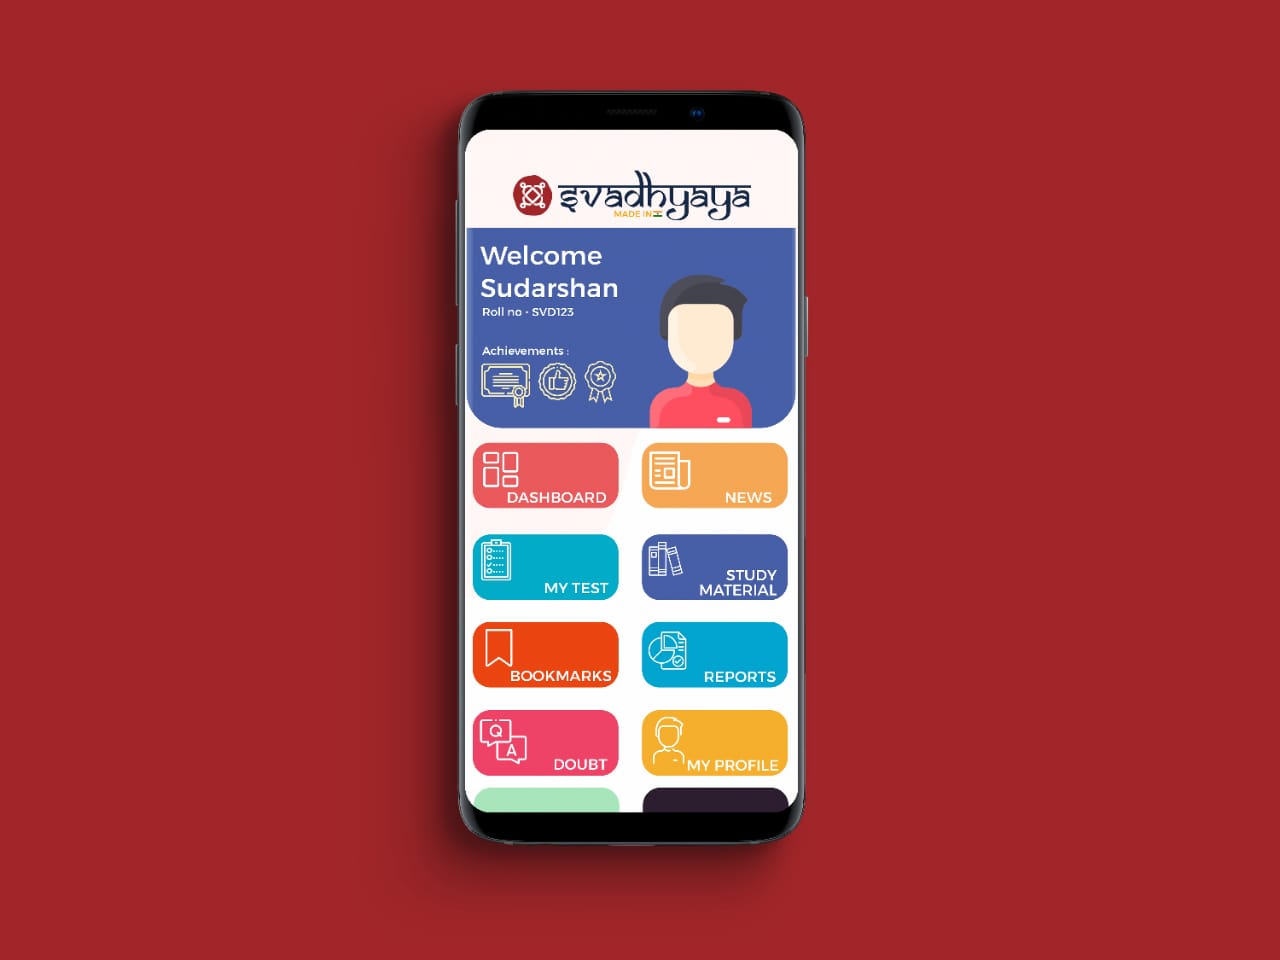 svadhyaya
MADE IN
Welcome
Sudarshan
Roll no - SVD123
Achievements :
DASHBOARD
NEWS
MY TEST
STUDY
MATERIAL
BOOKMARKS
REPORTS
Q
A
DOUBT
MY PROFILE